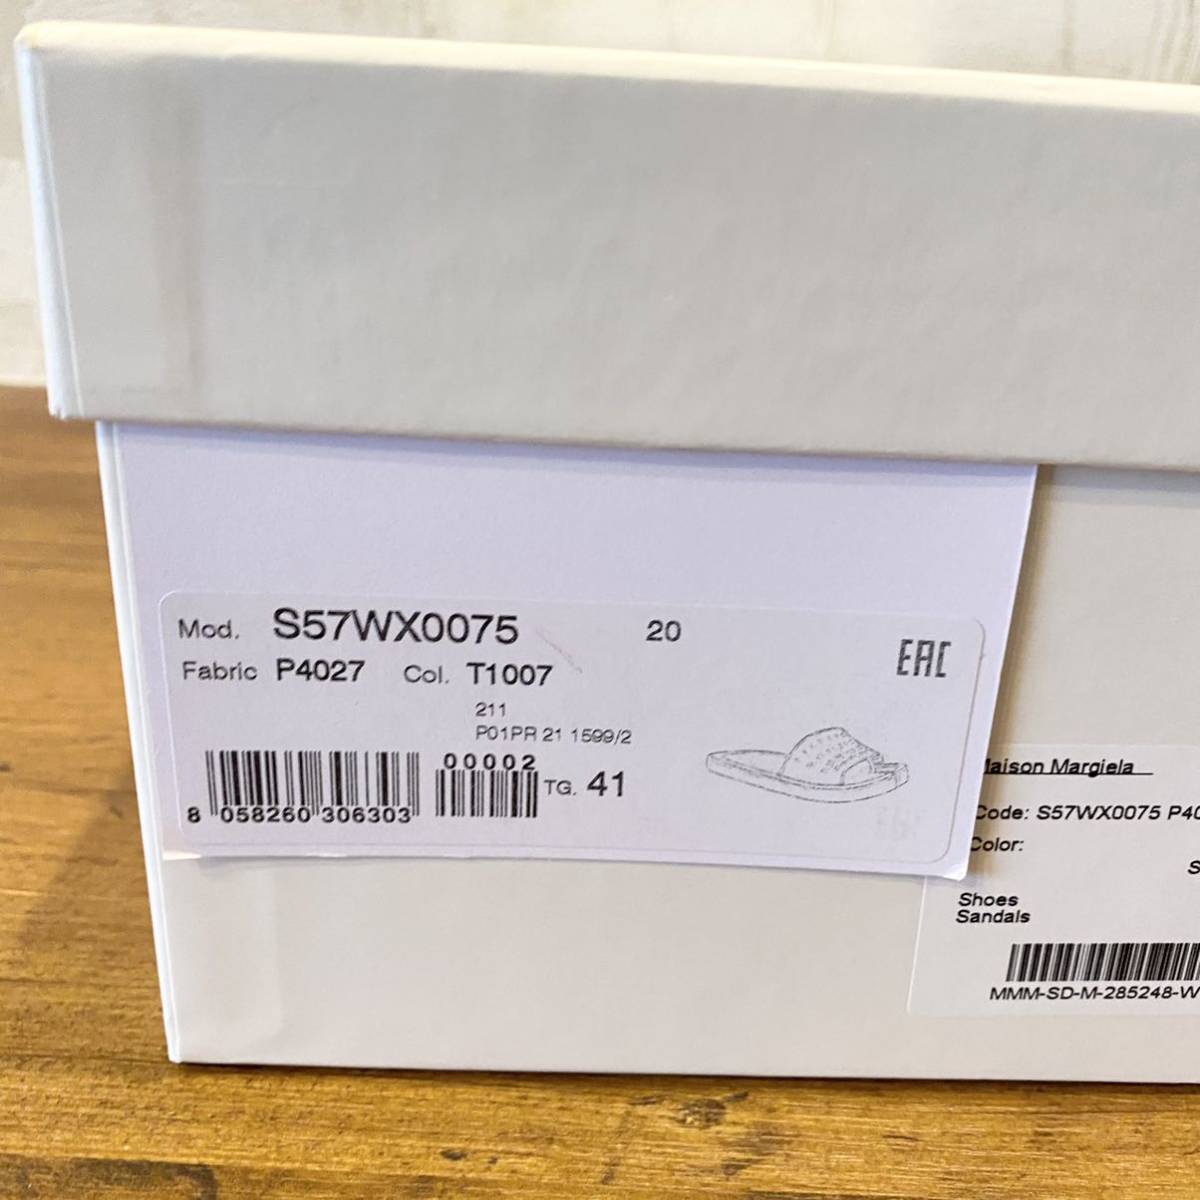 Mod. S57WX0075 20
EAC
Fabric P4027 Col. T1007
211
P01PR 21 1599/2
00002
TG. 41
8 058260 306303
Maison Margiela
Code: S57WX0075 P40
Color:
S
Shoes
Sandals
MMM-SD-M-285248-W